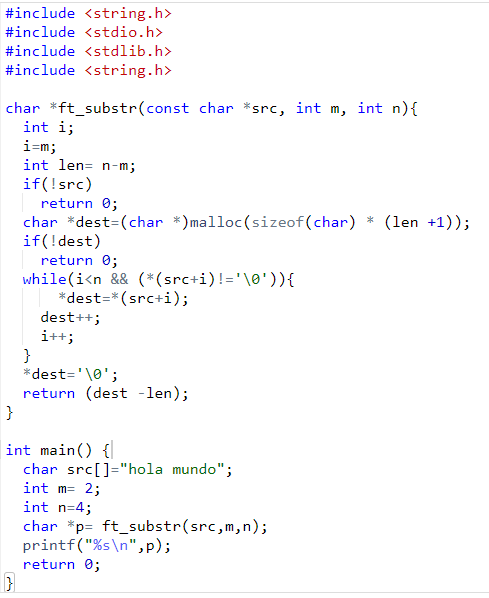 #include <string.h>
#include <stdio.h>
#include <stdlib.h>
#include <string.h>

char *ft_substr(const char *src, int m, int n){
  int i;
  i=m;
  int len= n-m;
  if(!src)
    return 0;
  char *dest=(char *)malloc(sizeof(char) * (len +1));
  if(!dest)
    return 0;
  while(i<n && (*(src+i)!='\0')){
      *dest=*(src+i);
    dest++;
    i++;
  }
  *dest='\0';
  return (dest -len);
}

int main() {
  char src[]="hola mundo";
  int m= 2;
  int n=4;
  char *p= ft_substr(src,m,n);
  printf("%s\n",p);
  return 0;
}